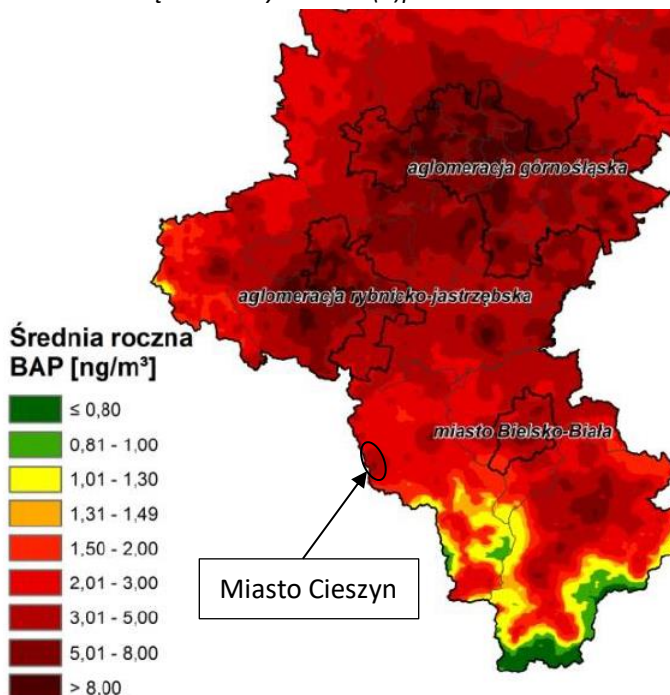 aglomeracja górnośląska
aglomeracja rybnicko-jastrzębska
Średnia roczna
BAP [ng/m³]
≤ 0,80
0,81 - 1,00
1,01 - 1,30
1,31 - 1,49
1,50 - 2,00
2,01 - 3,00
3,01 - 5,00
5,01 - 8,00
> 8,00
miasto Bielsko-Biała
Miasto Cieszyn